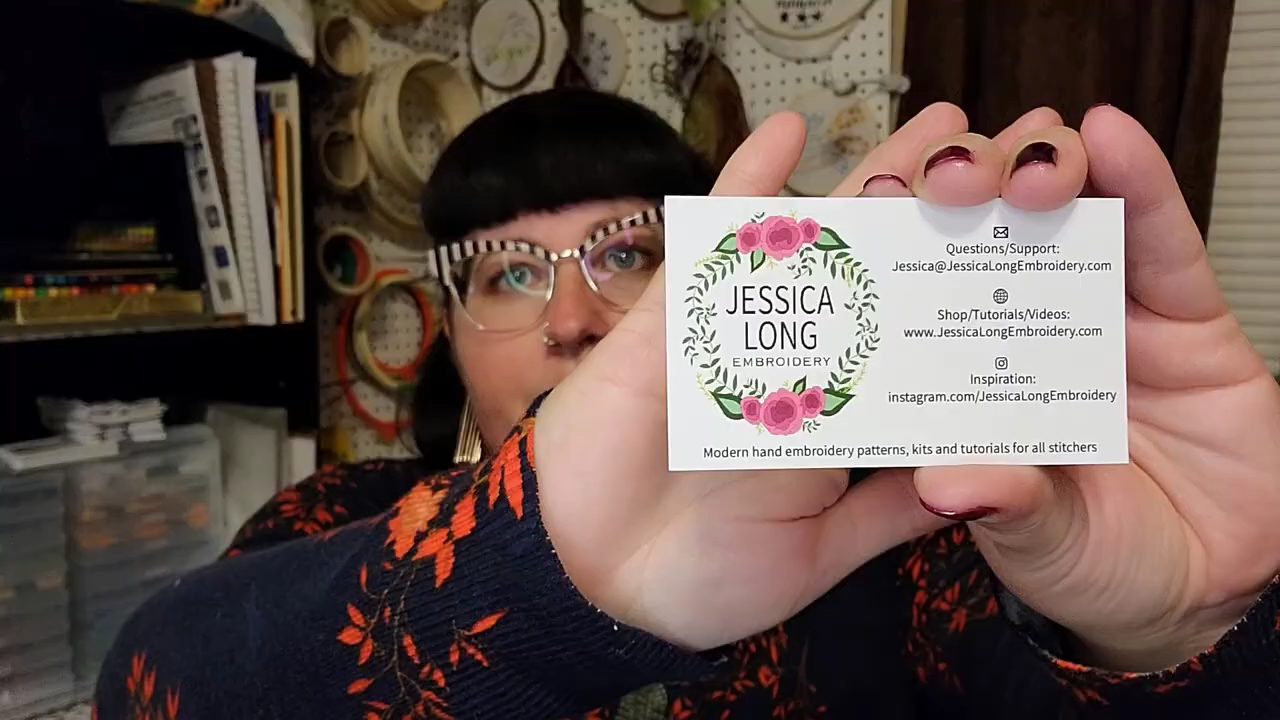 JESSICA
LONG
EMBROIDERY
Questions/Support:
Jessica@JessicaLongEmbroidery.com
Shop/Tutorials/Videos:
www.JessicaLongEmbroidery.com
Inspiration:
instagram.com/JessicaLongEmbroidery
Modern hand embroidery patterns, kits and tutorials for all stitchers